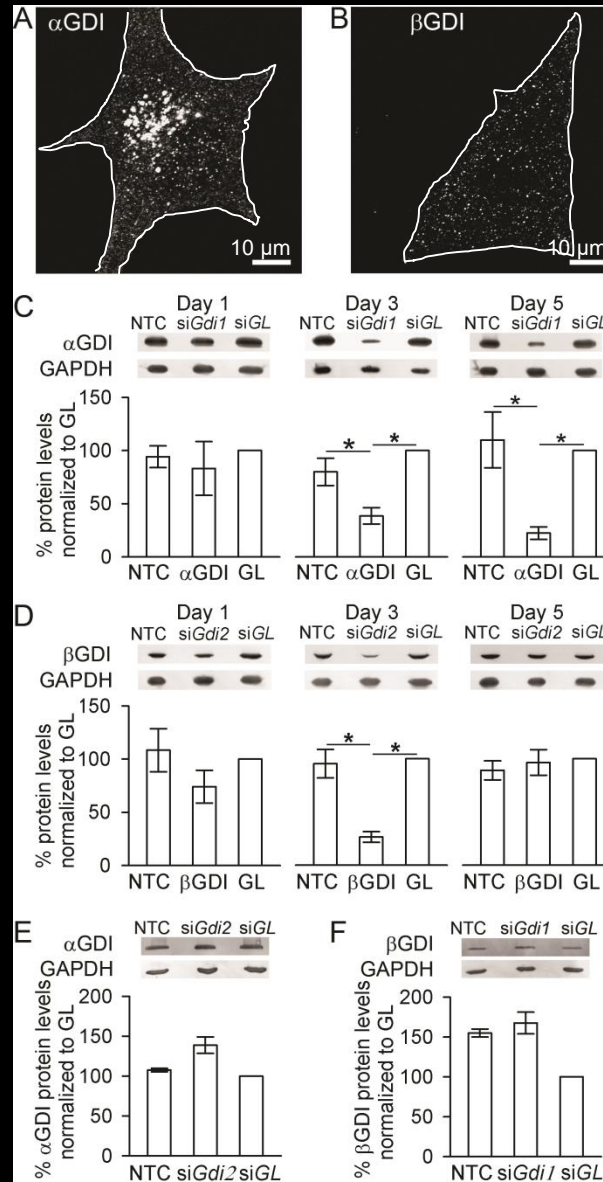 A αGDI
10 µm
B βGDI
10 µm
C
Day 1
NTC siGdi1 siGL
αGDI
GAPDH
% protein levels
normalized to GL
150
100
50
0
NTC αGDI GL
Day 3
NTC siGdi1 siGL
* *
NTC αGDI GL
Day 5
NTC siGdi1 siGL
*
*
NTC αGDI GL
D
Day 1
NTC siGdi2 siGL
βGDI
GAPDH
% protein levels
normalized to GL
150
100
50
0
NTC βGDI GL
Day 3
NTC siGdi2 siGL
* *
NTC βGDI GL
Day 5
NTC siGdi2 siGL
NTC βGDI GL
E
NTC siGdi2 siGL
αGDI
GAPDH
% αGDI protein levels
normalized to GL
200
150
100
50
0
NTC siGdi2 siGL
F
NTC siGdi1 siGL
βGDI
GAPDH
% βGDI protein levels
normalized to GL
200
150
100
50
0
NTC siGdi1 siGL